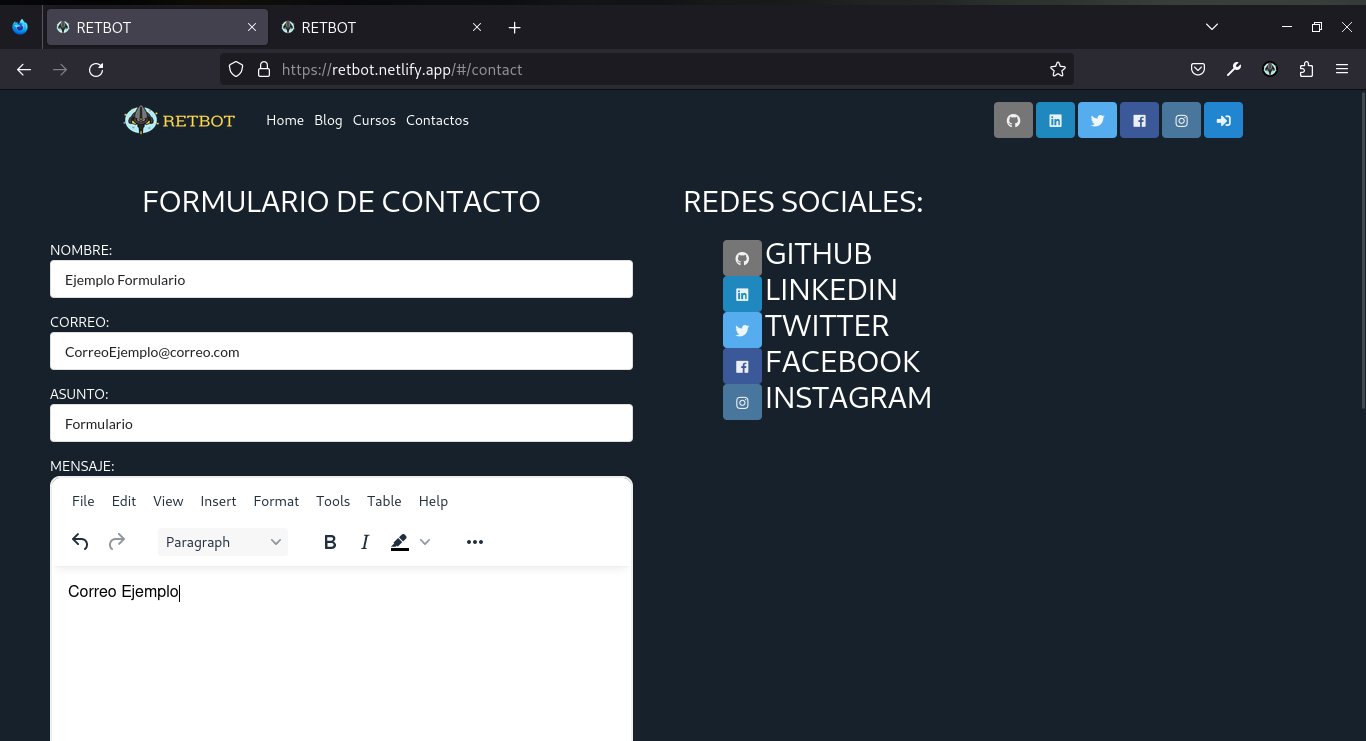 RETBOT
RETBOT
https://retbot.netlify.app/#/contact
RETBOT Home Blog Cursos Contactos
FORMULARIO DE CONTACTO
NOMBRE:
Ejemplo Formulario
CORREO:
CorreoEjemplo@correo.com
ASUNTO:
Formulario
MENSAJE:
File Edit View Insert Format Tools Table Help
Paragraph B I
Correo Ejemplo
REDES SOCIALES:
GITHUB
LINKEDIN
TWITTER
FACEBOOK
INSTAGRAM